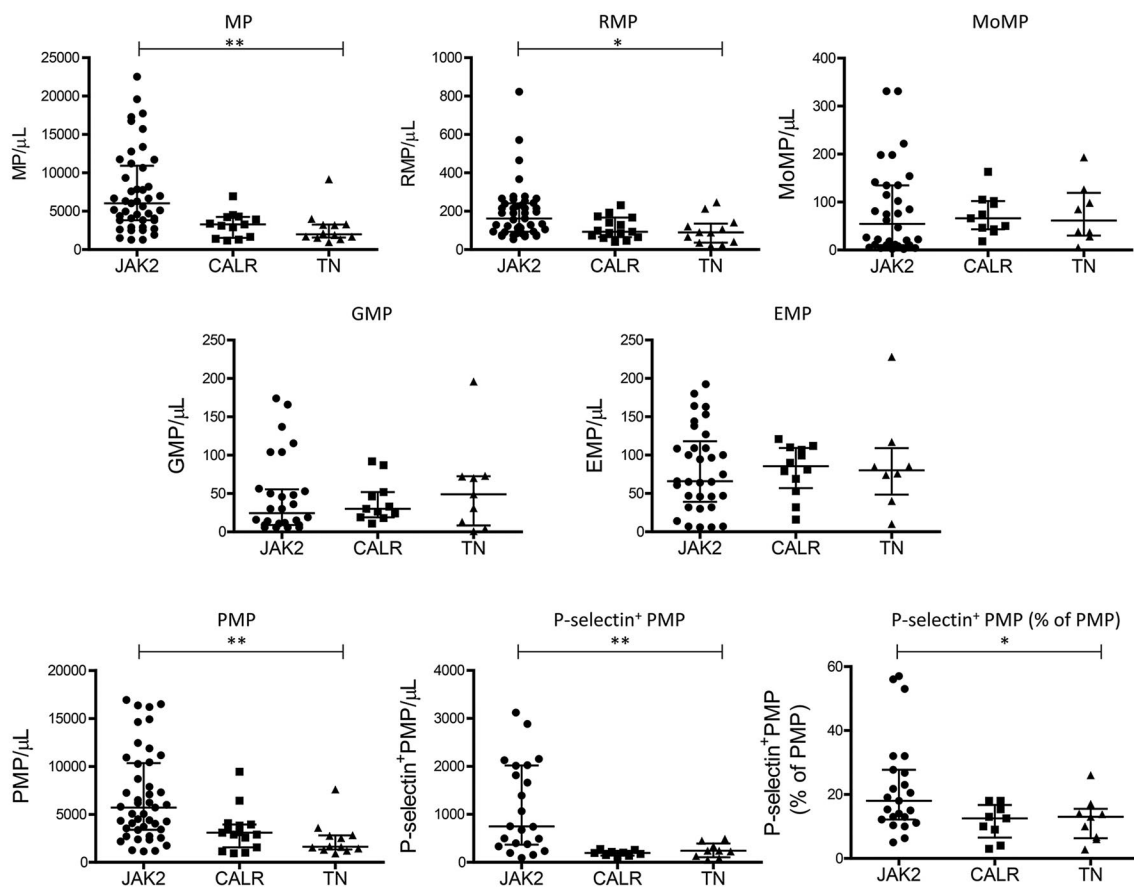 MP
**
MP/μL
25000
20000
15000
10000
5000
0
JAK2 CALR TN
RMP
*
RMP/μL
1000
800
600
400
200
0
JAK2 CALR TN
MoMP
MoMP/μL
400
300
200
100
0
JAK2 CALR TN
GMP
GMP/μL
250
200
150
100
50
0
JAK2 CALR TN
EMP
EMP/μL
250
200
150
100
50
0
JAK2 CALR TN
PMP
**
PMP/μL
20000
15000
10000
5000
0
JAK2 CALR TN
P-selectin⁺ PMP
**
P-selectin⁺PMP/μL
4000
3000
2000
1000
0
JAK2 CALR TN
P-selectin⁺ PMP (% of PMP)
*
P-selectin⁺PMP
(% of PMP)
60
40
20
0
JAK2 CALR TN